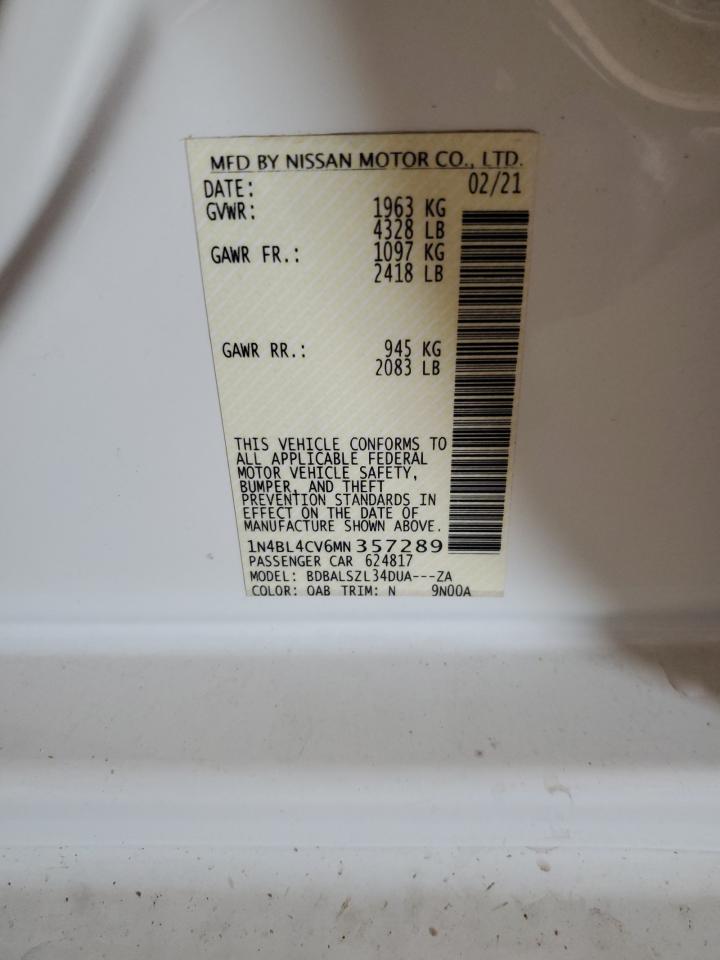 MFD BY NISSAN MOTOR CO., LTD.
DATE: 02/21
GVWR: 1963 KG
4328 LB
GAWR FR.: 1097 KG
2418 LB
GAWR RR.: 945 KG
2083 LB
THIS VEHICLE CONFORMS TO
ALL APPLICABLE FEDERAL
MOTOR VEHICLE SAFETY,
BUMPER, AND THEFT
PREVENTION STANDARDS IN
EFFECT ON THE DATE OF
MANUFACTURE SHOWN ABOVE.
1N4BL4CV6MN357289
PASSENGER CAR 624817
MODEL: BDBALSZL34DUA---ZA
COLOR: QAB TRIM: N 9N00A